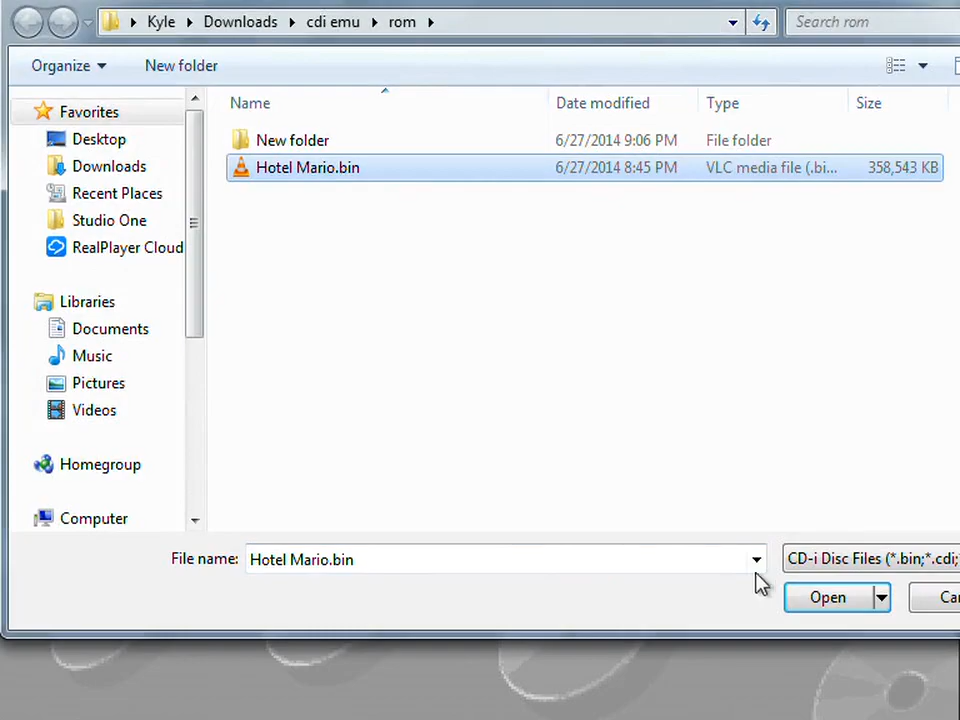 Kyle Downloads cdi emu rom Search rom
Organize New folder
Name Date modified Type Size
New folder 6/27/2014 9:06 PM File folder
Hotel Mario.bin 6/27/2014 8:45 PM VLC media file (.bi... 358,543 KB
Favorites
Desktop
Downloads
Recent Places
Studio One
RealPlayer Cloud
Libraries
Documents
Music
Pictures
Videos
Homegroup
Computer
File name: Hotel Mario.bin CD-i Disc Files (*.bin;*.cdi;
Open Ca